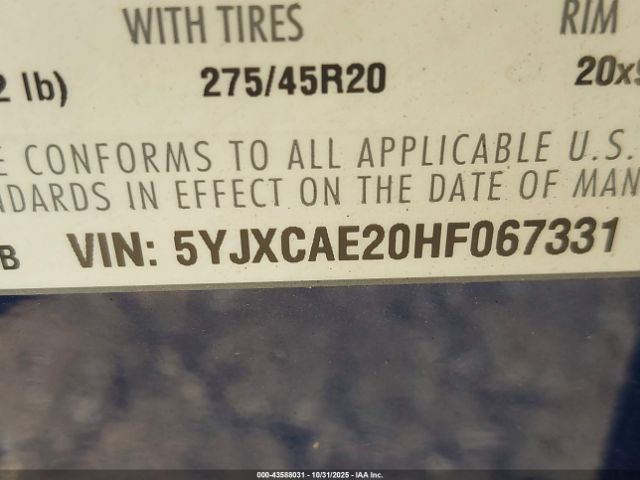 WITH TIRES RIM
2 lb) 275/45R20 20x9
E CONFORMS TO ALL APPLICABLE U.S.
NDARDS IN EFFECT ON THE DATE OF MAN
B VIN: 5YJXCAE20HF067331
000-43588031 - 10/31/2025 - Copyright © IAA Inc.